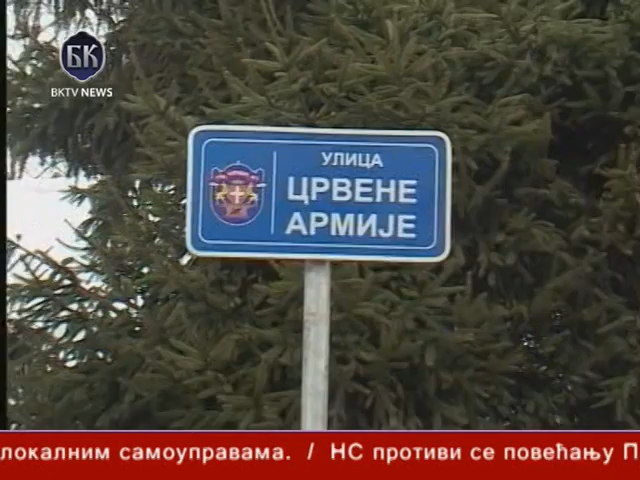 БК
BKTV NEWS
УЛИЦА
ЦРВЕНЕ
АРМИЈЕ
локалним самоуправама. / НС противи се повећању П